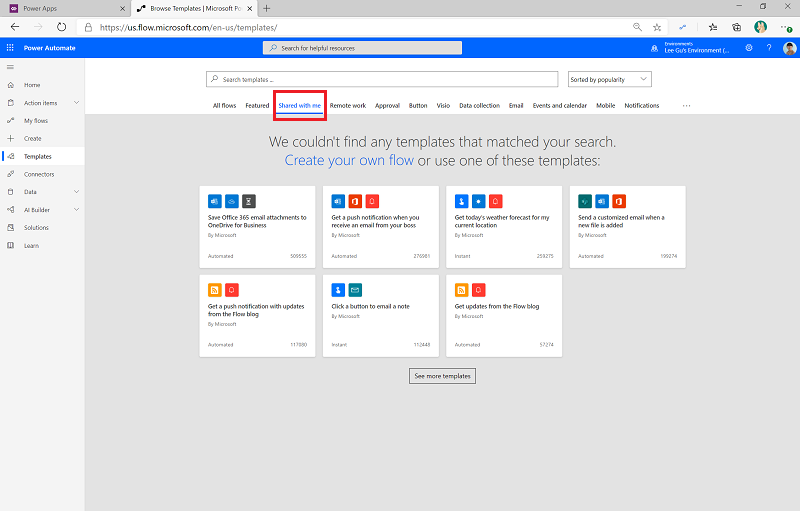 Power Apps
Browse Templates | Microsoft Po
https://us.flow.microsoft.com/en-us/templates/
Power Automate
Search for helpful resources
Environments
Lee Gu's Environment (...
Search templates ...
Sorted by popularity
All flows Featured Shared with me Remote work Approval Button Visio Data collection Email Events and calendar Mobile Notifications ...
Home
Action items
My flows
Create
Templates
Connectors
Data
AI Builder
Solutions
Learn
We couldn't find any templates that matched your search.
Create your own flow or use one of these templates:
Save Office 365 email attachments to
OneDrive for Business
By Microsoft
Automated 509555
Get a push notification when you
receive an email from your boss
By Microsoft
Automated 276981
Get today's weather forecast for my
current location
By Microsoft
Instant 259275
Send a customized email when a
new file is added
By Microsoft
Automated 199274
Get a push notification with updates
from the Flow blog
By Microsoft
Automated 117080
Click a button to email a note
By Microsoft
Instant 112448
Get updates from the Flow blog
By Microsoft
Automated 57274
See more templates